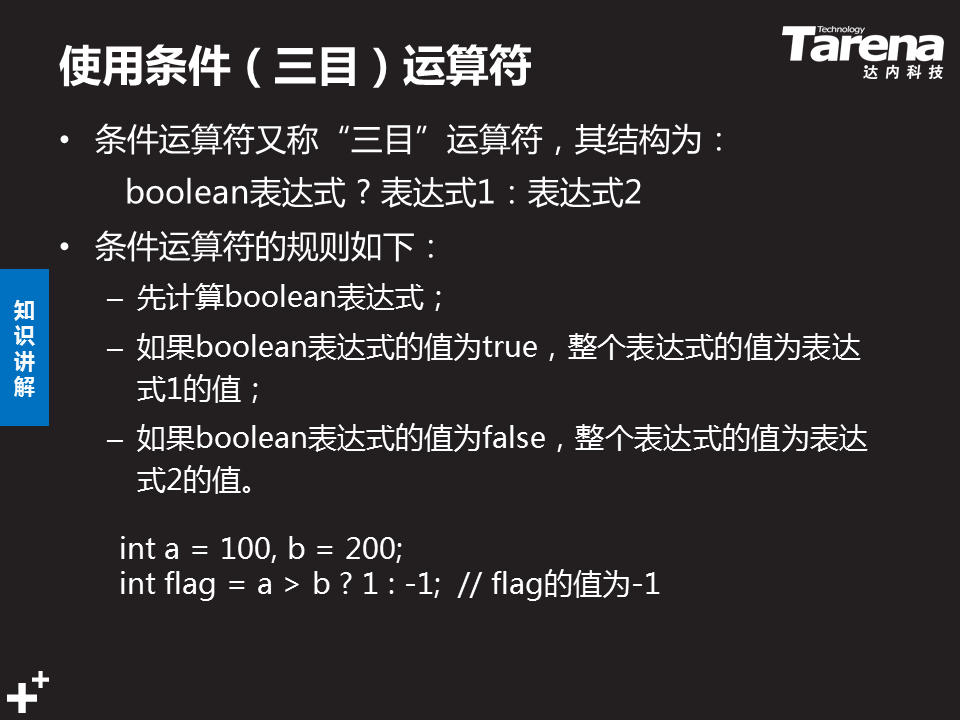 使用条件（三目）运算符
Technology
Tarena
达内科技
• 条件运算符又称“三目”运算符，其结构为：
boolean表达式？表达式1：表达式2
• 条件运算符的规则如下：
– 先计算boolean表达式；
– 如果boolean表达式的值为true，整个表达式的值为表达
式1的值；
– 如果boolean表达式的值为false，整个表达式的值为表达
式2的值。
知识讲解
int a = 100, b = 200;
int flag = a > b ? 1 : -1; // flag的值为-1